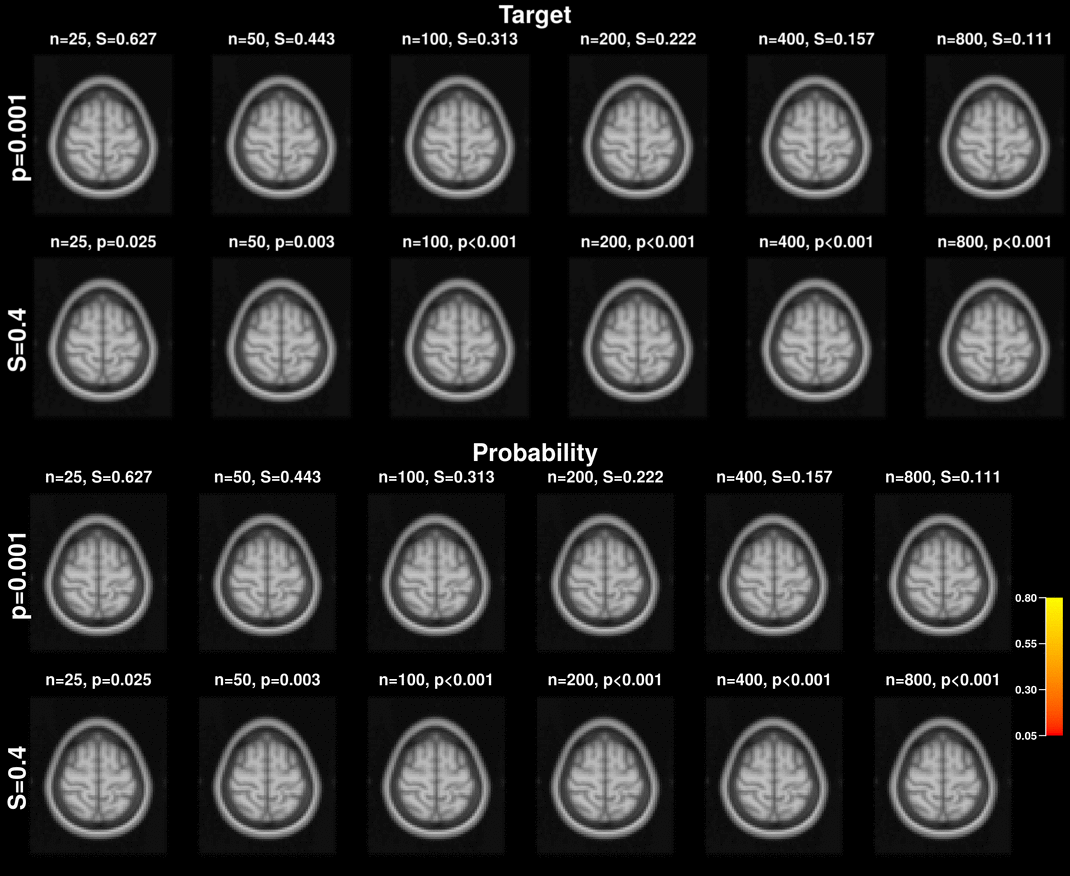 Target
n=25, S=0.627 n=50, S=0.443 n=100, S=0.313 n=200, S=0.222 n=400, S=0.157 n=800, S=0.111
p=0.001
n=25, p=0.025 n=50, p=0.003 n=100, p<0.001 n=200, p<0.001 n=400, p<0.001 n=800, p<0.001
S=0.4
Probability
n=25, S=0.627 n=50, S=0.443 n=100, S=0.313 n=200, S=0.222 n=400, S=0.157 n=800, S=0.111
p=0.001
0.80
0.55
n=25, p=0.025 n=50, p=0.003 n=100, p<0.001 n=200, p<0.001 n=400, p<0.001 n=800, p<0.001
0.30
0.05
S=0.4